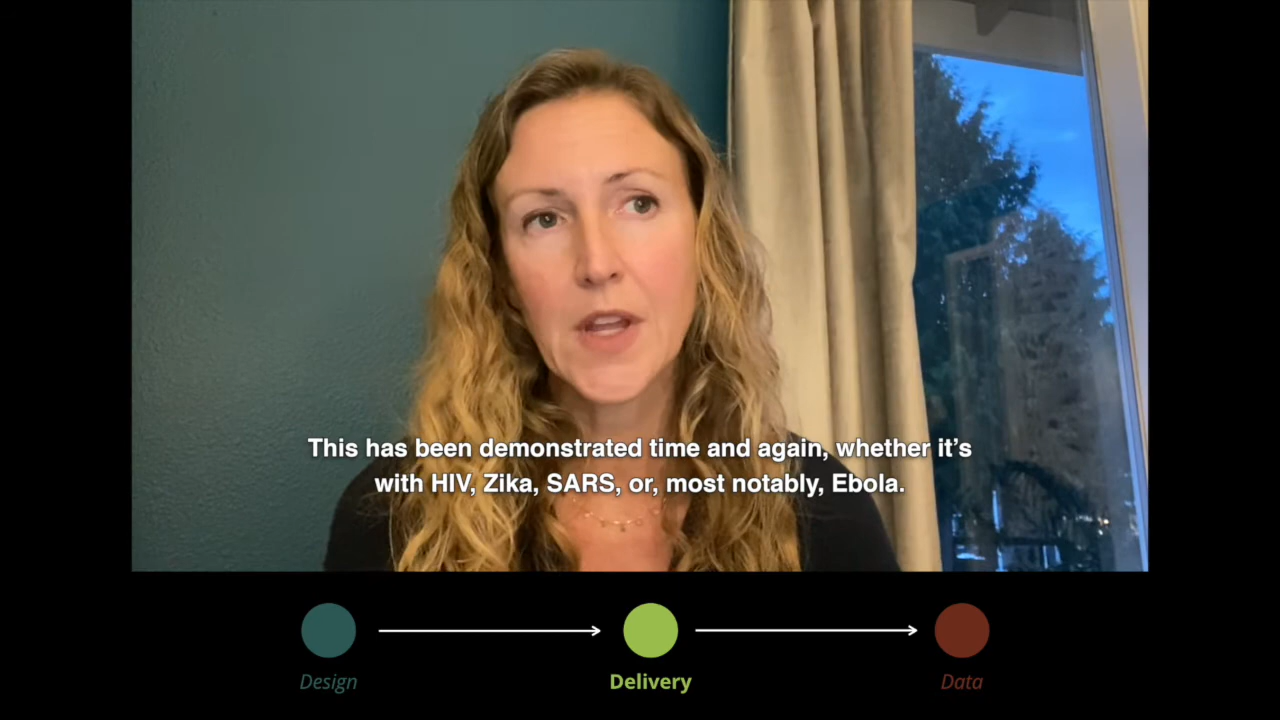 This has been demonstrated time and again, whether it’s
with HIV, Zika, SARS, or, most notably, Ebola.
Design
Delivery
Data